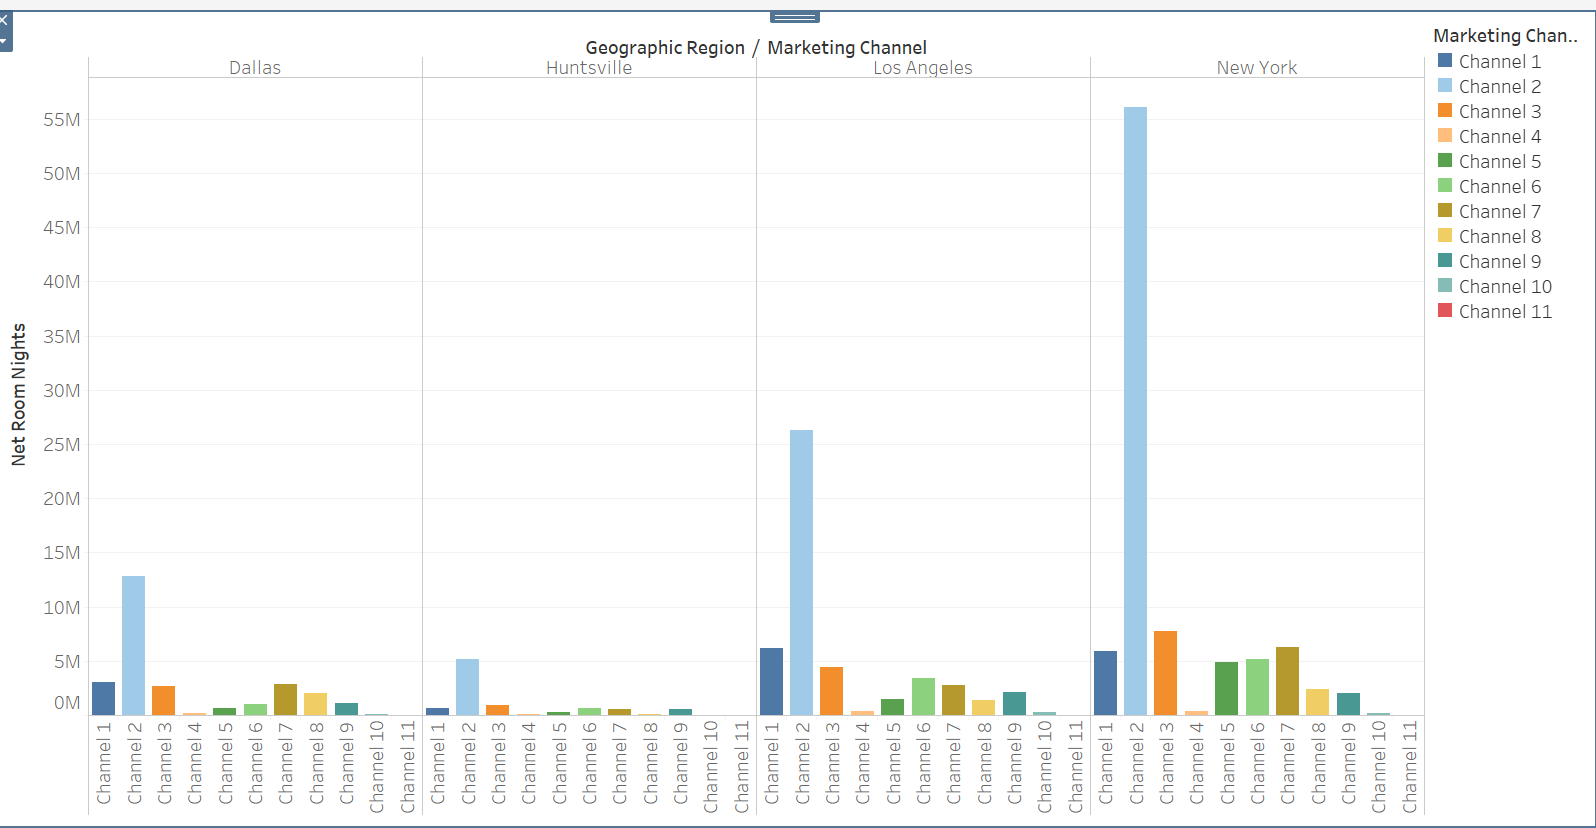 Geographic Region / Marketing Channel
Dallas
Huntsville
Los Angeles
New York
Net Room Nights
55M
50M
45M
40M
35M
30M
25M
20M
15M
10M
5M
0M
Channel 1
Channel 2
Channel 3
Channel 4
Channel 5
Channel 6
Channel 7
Channel 8
Channel 9
Channel 10
Channel 11
Channel 1
Channel 2
Channel 3
Channel 4
Channel 5
Channel 6
Channel 7
Channel 8
Channel 9
Channel 10
Channel 11
Channel 1
Channel 2
Channel 3
Channel 4
Channel 5
Channel 6
Channel 7
Channel 8
Channel 9
Channel 10
Channel 11
Channel 1
Channel 2
Channel 3
Channel 4
Channel 5
Channel 6
Channel 7
Channel 8
Channel 9
Channel 10
Channel 11
Marketing Chan..
Channel 1
Channel 2
Channel 3
Channel 4
Channel 5
Channel 6
Channel 7
Channel 8
Channel 9
Channel 10
Channel 11